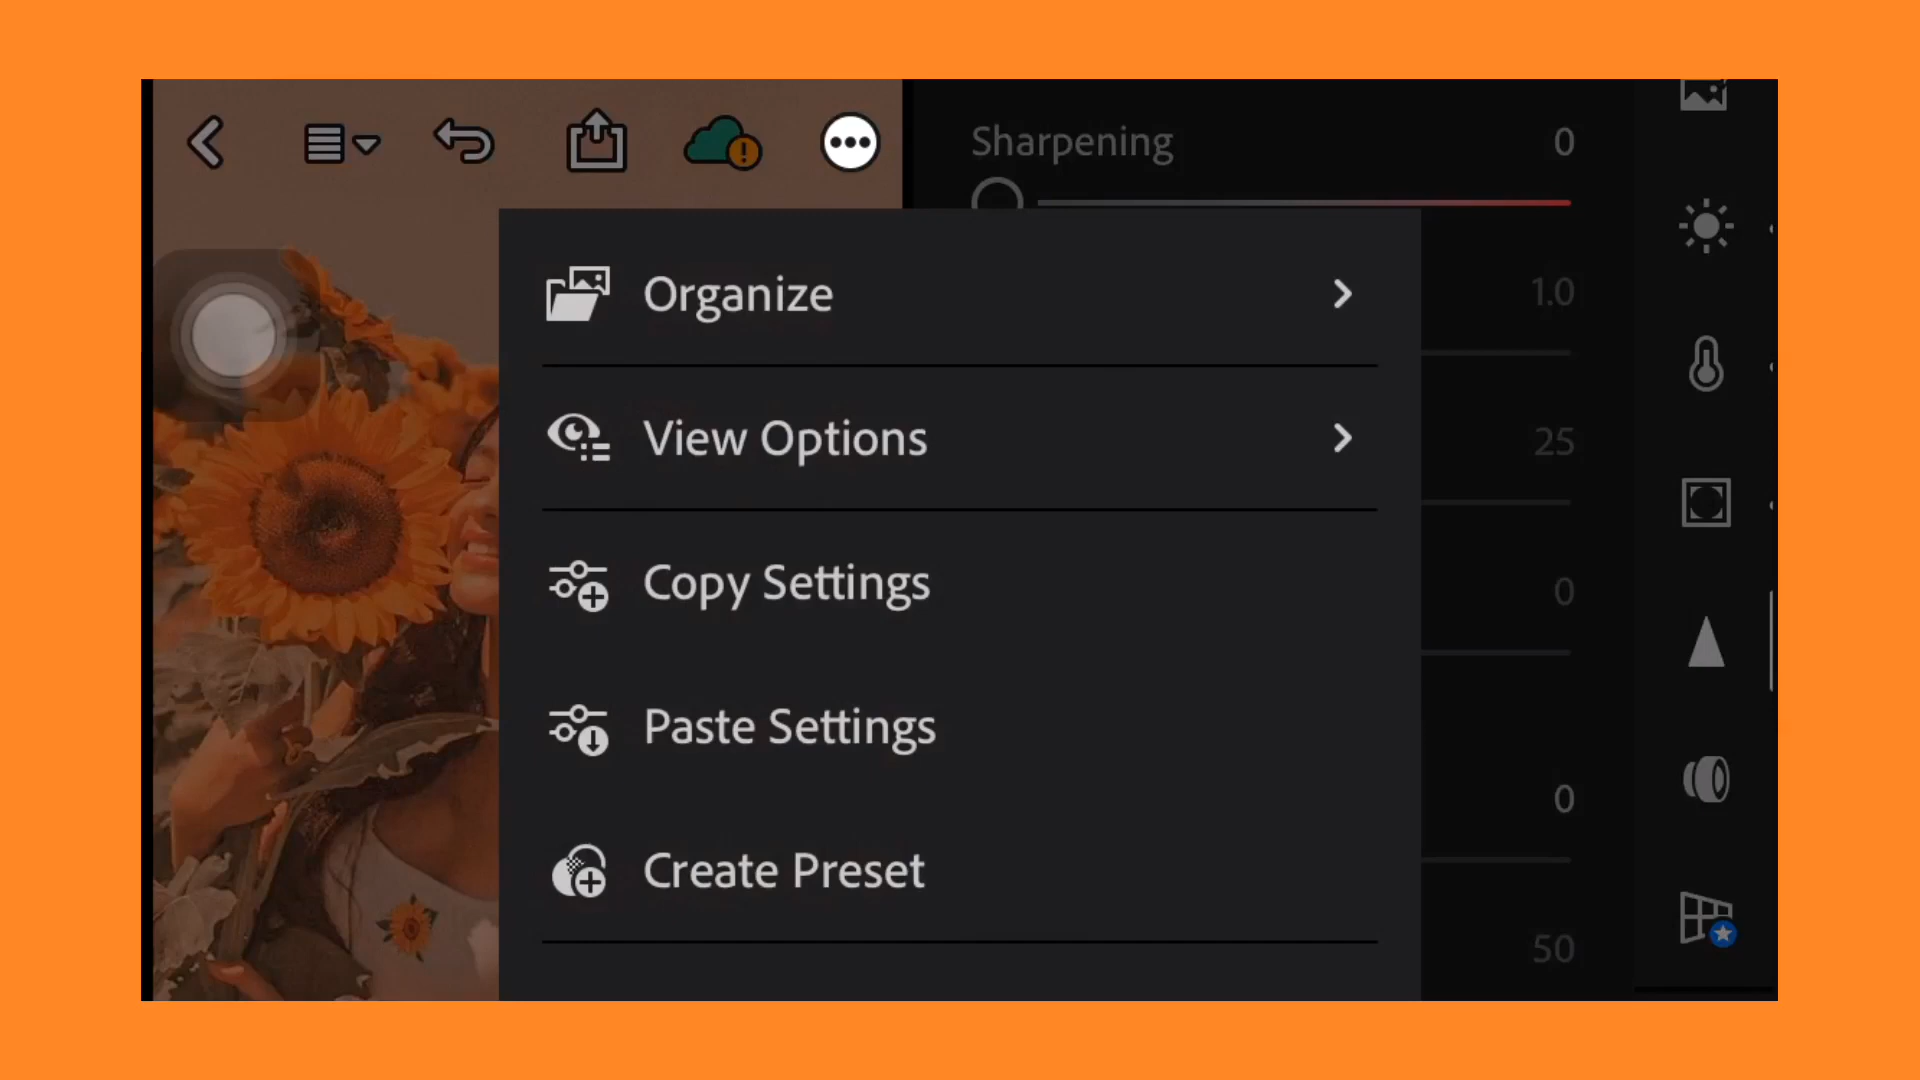 Sharpening 0
Organize
1.0
View Options
25
Copy Settings
0
Paste Settings
0
Create Preset
50